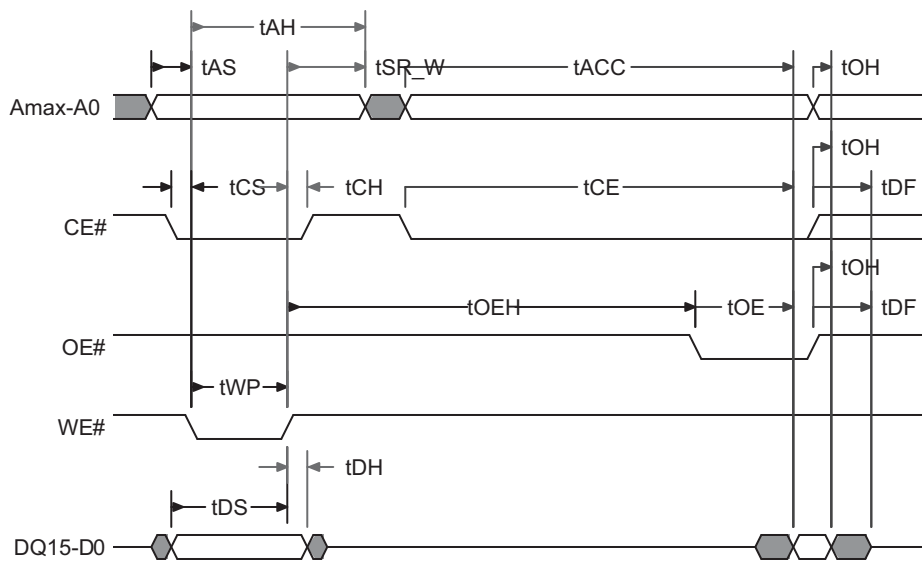 tAH
tAS tSR_W tACC tOH
Amax-A0
tOH
tCS tCH tCE tDF
CE#
tOH
tOEH tOE tDF
OE#
tWP
WE#
tDH
tDS
DQ15-D0